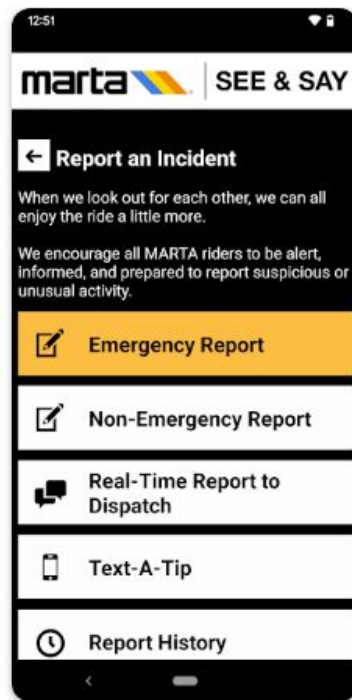 12:51
marta SEE & SAY
Report an Incident
When we look out for each other, we can all
enjoy the ride a little more.
We encourage all MARTA riders to be alert,
informed, and prepared to report suspicious or
unusual activity.
Emergency Report
Non-Emergency Report
Real-Time Report to
Dispatch
Text-A-Tip
Report History